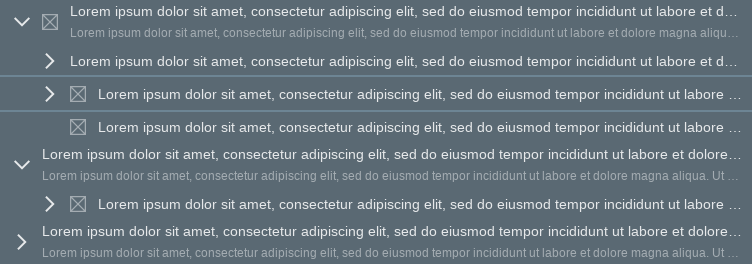 Lorem ipsum dolor sit amet, consectetur adipiscing elit, sed do eiusmod tempor incididunt ut labore et d…
Lorem ipsum dolor sit amet, consectetur adipiscing elit, sed do eiusmod tempor incididunt ut labore et dolore magna aliqu…
Lorem ipsum dolor sit amet, consectetur adipiscing elit, sed do eiusmod tempor incididunt ut labore et d…
Lorem ipsum dolor sit amet, consectetur adipiscing elit, sed do eiusmod tempor incididunt ut labore …
Lorem ipsum dolor sit amet, consectetur adipiscing elit, sed do eiusmod tempor incididunt ut labore …
Lorem ipsum dolor sit amet, consectetur adipiscing elit, sed do eiusmod tempor incididunt ut labore et dolore…
Lorem ipsum dolor sit amet, consectetur adipiscing elit, sed do eiusmod tempor incididunt ut labore et dolore magna aliqua. Ut …
Lorem ipsum dolor sit amet, consectetur adipiscing elit, sed do eiusmod tempor incididunt ut labore …
Lorem ipsum dolor sit amet, consectetur adipiscing elit, sed do eiusmod tempor incididunt ut labore et dolore…
Lorem ipsum dolor sit amet, consectetur adipiscing elit, sed do eiusmod tempor incididunt ut labore et dolore magna aliqua. Ut …